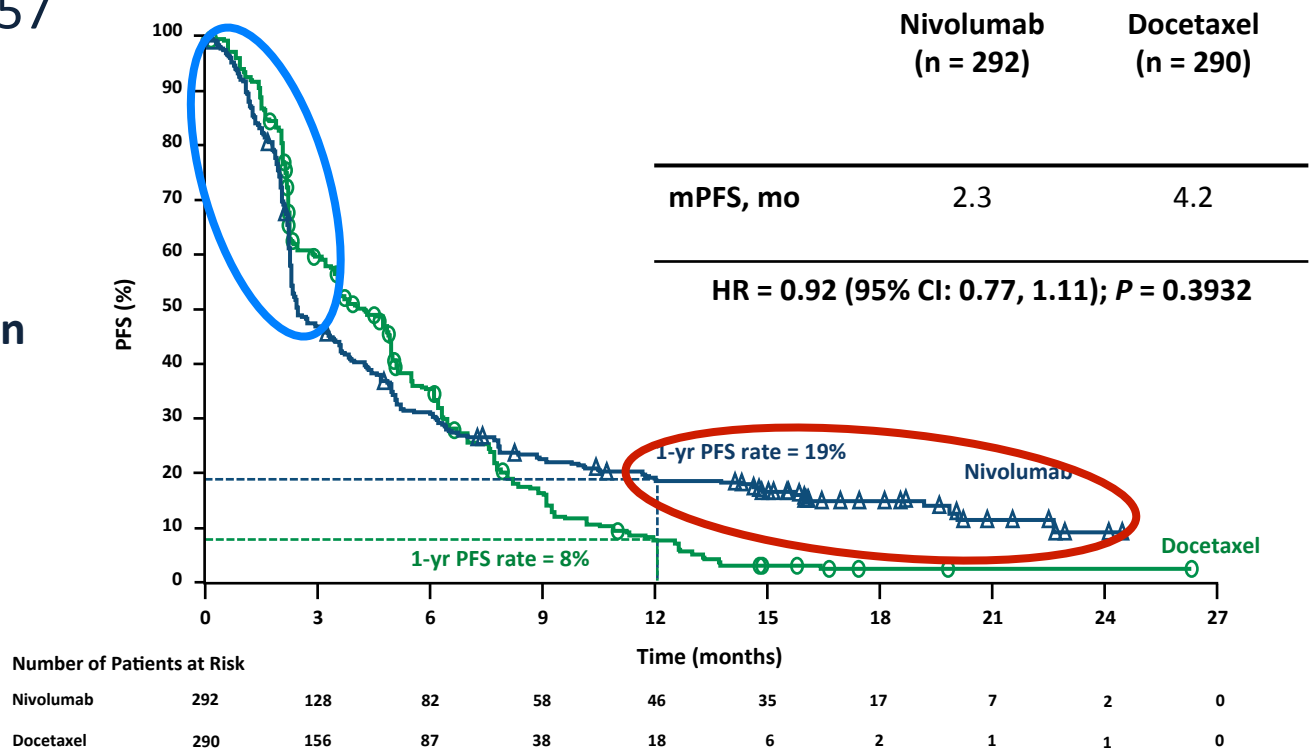 57
n
Nivolumab
(n = 292)
Docetaxel
(n = 290)
mPFS, mo 2.3 4.2
HR = 0.92 (95% CI: 0.77, 1.11); P = 0.3932
PFS (%)
100
90
80
70
60
50
40
30
20
10
0
1-yr PFS rate = 19%
Nivolumab
1-yr PFS rate = 8%
Docetaxel
0 3 6 9 12 15 18 21 24 27
Time (months)
Number of Patients at Risk
Nivolumab 292 128 82 58 46 35 17 7 2 0
Docetaxel 290 156 87 38 18 6 2 1 1 0